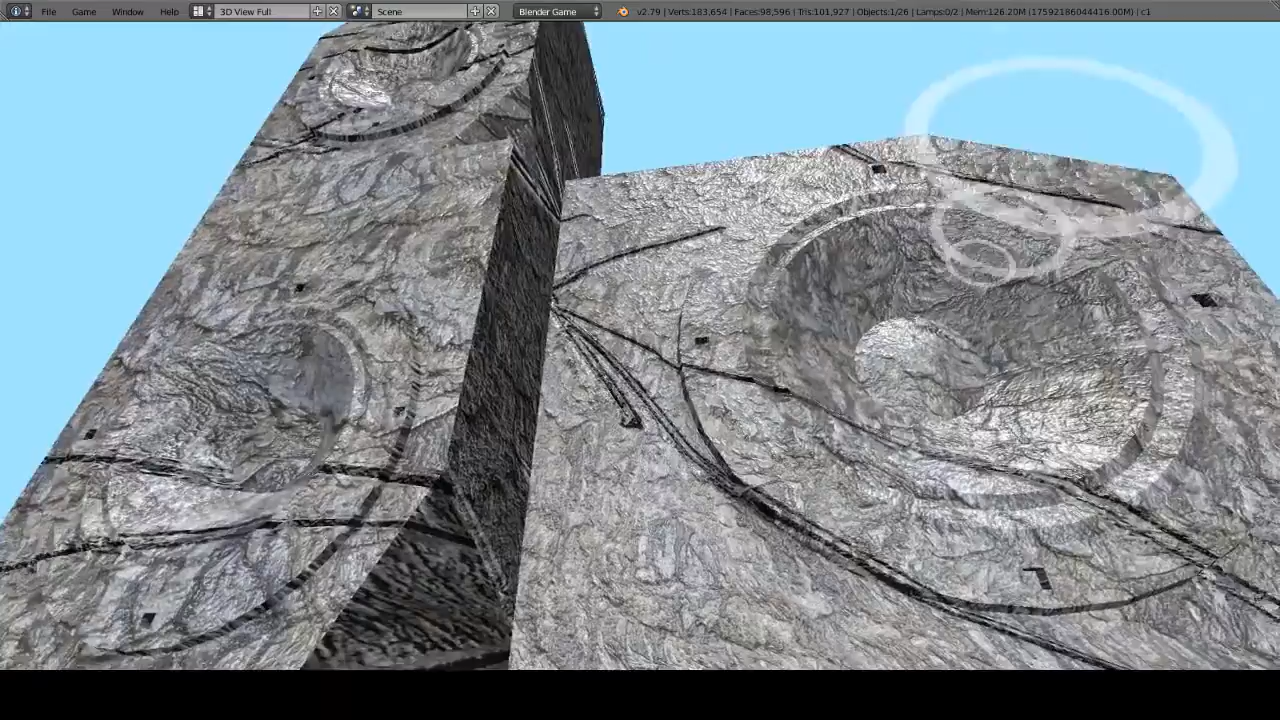 File Game Window Help 3D View Full Scene Blender Game v2.79 | Verts:183,654 | Faces:98,596 | Tris:101,927 | Objects:1/26 | Lamps:0/2 | Mem:126.20M (17592186044416.00M) | c1